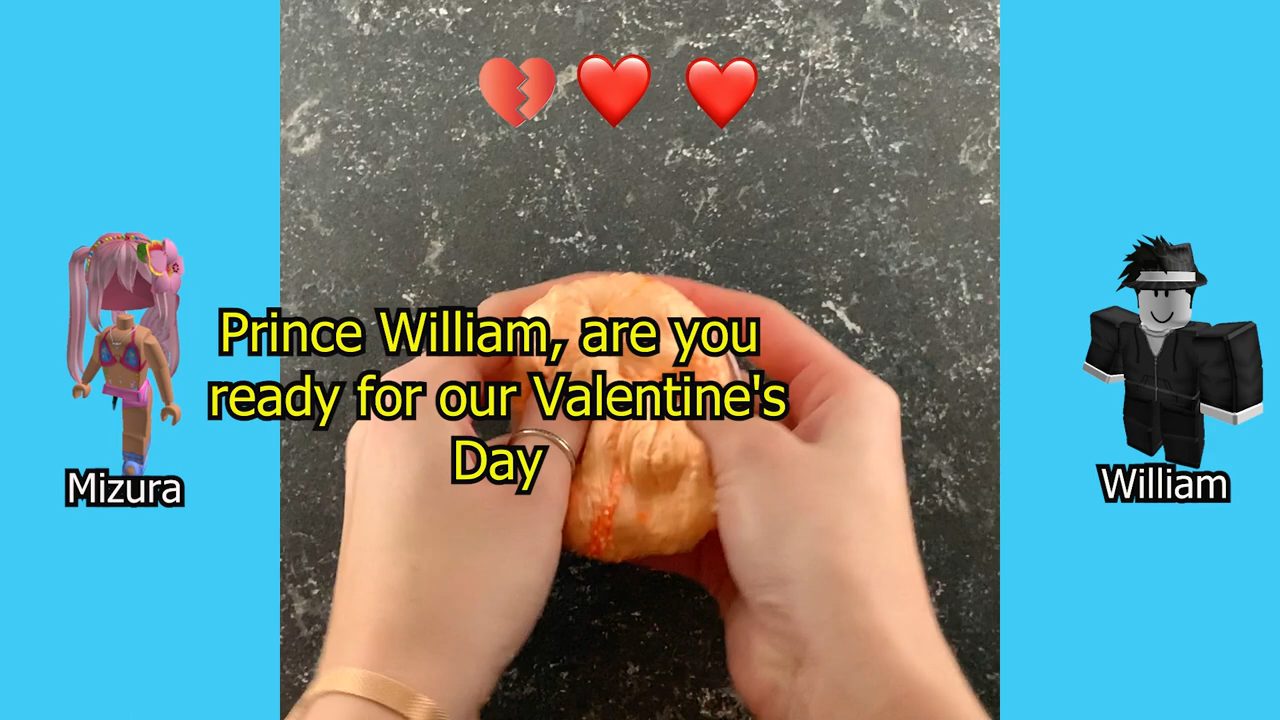 Prince William, are you
ready for our Valentine's
Day
Mizura
William